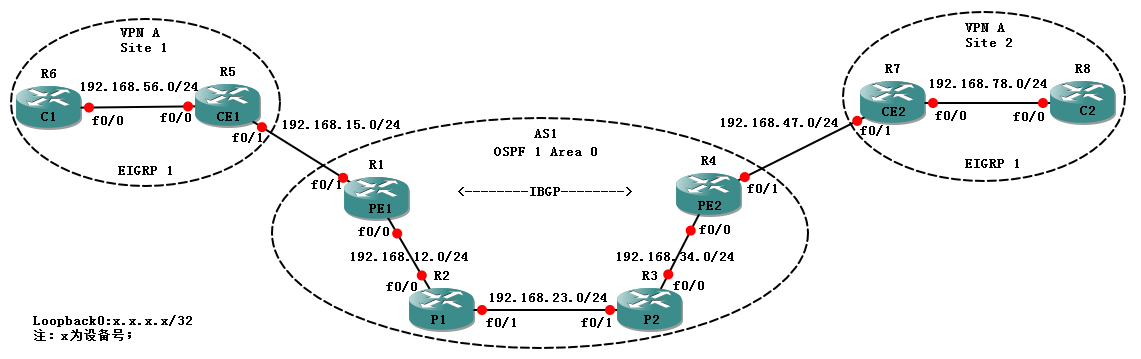 VPN A
Site 1
R6
192.168.56.0/24
R5
C1
f0/0
f0/0
CE1
f0/1
192.168.15.0/24
EIGRP 1
VPN A
Site 2
R7
192.168.78.0/24
R8
192.168.47.0/24
CE2
f0/1
f0/0
f0/0
C2
EIGRP 1
AS1
OSPF 1 Area 0
R1
f0/1
PE1
f0/0
<--------IBGP-------->
R4
f0/1
PE2
f0/0
192.168.12.0/24
192.168.34.0/24
R2
f0/0
P1
f0/1
192.168.23.0/24
R3
f0/0
f0/1
P2
Loopback0:x.x.x.x/32
注：x为设备号;